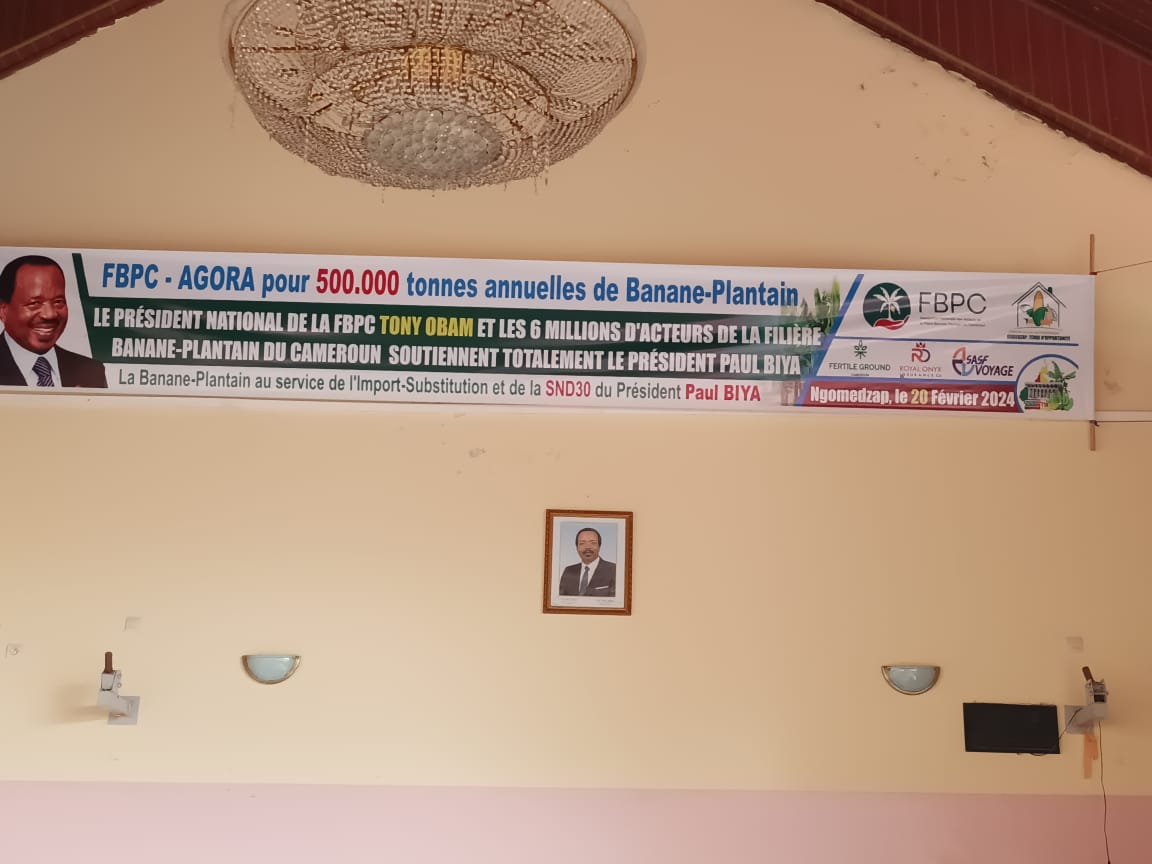 FBPC - AGORA pour 500.000 tonnes annuelles de Banane-Plantain
LE PRÉSIDENT NATIONAL DE LA FBPC TONY OBAM ET LES 6 MILLIONS D'ACTEURS DE LA FILIÈRE
BANANE-PLANTAIN DU CAMEROUN SOUTIENNENT TOTALEMENT LE PRÉSIDENT PAUL BIYA
La Banane-Plantain au service de l'Import-Substitution et de la SND30 du Président Paul BIYA
FBPC
FERTILE GROUND
ROYAL ONYX
SASF
VOYAGE
Ngomedzap, le 20 Février 2024